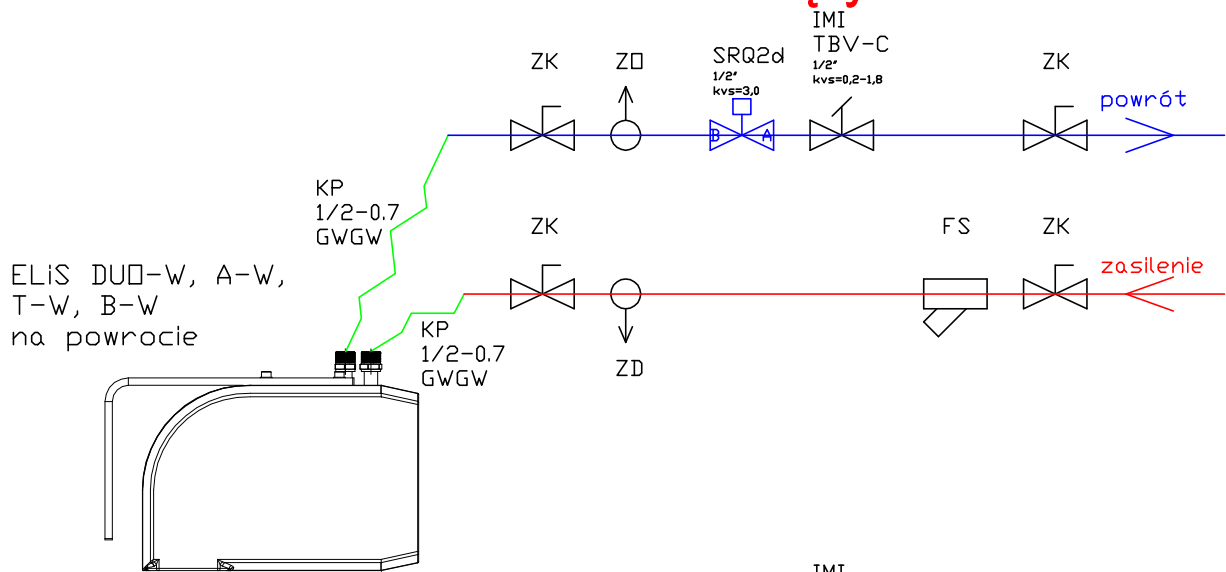 IMI
TBV-C
1/2"
kvs=0,2-1,8
SRQ2d
1/2"
kvs=3,0
ZK
ZO
ZK
powrót
B
A
KP
1/2-0.7
GWGW
ZK
FS
ZK
zasilenie
ELiS DUO-W, A-W,
T-W, B-W
na powrocie
KP
1/2-0.7
GWGW
ZD
IMI